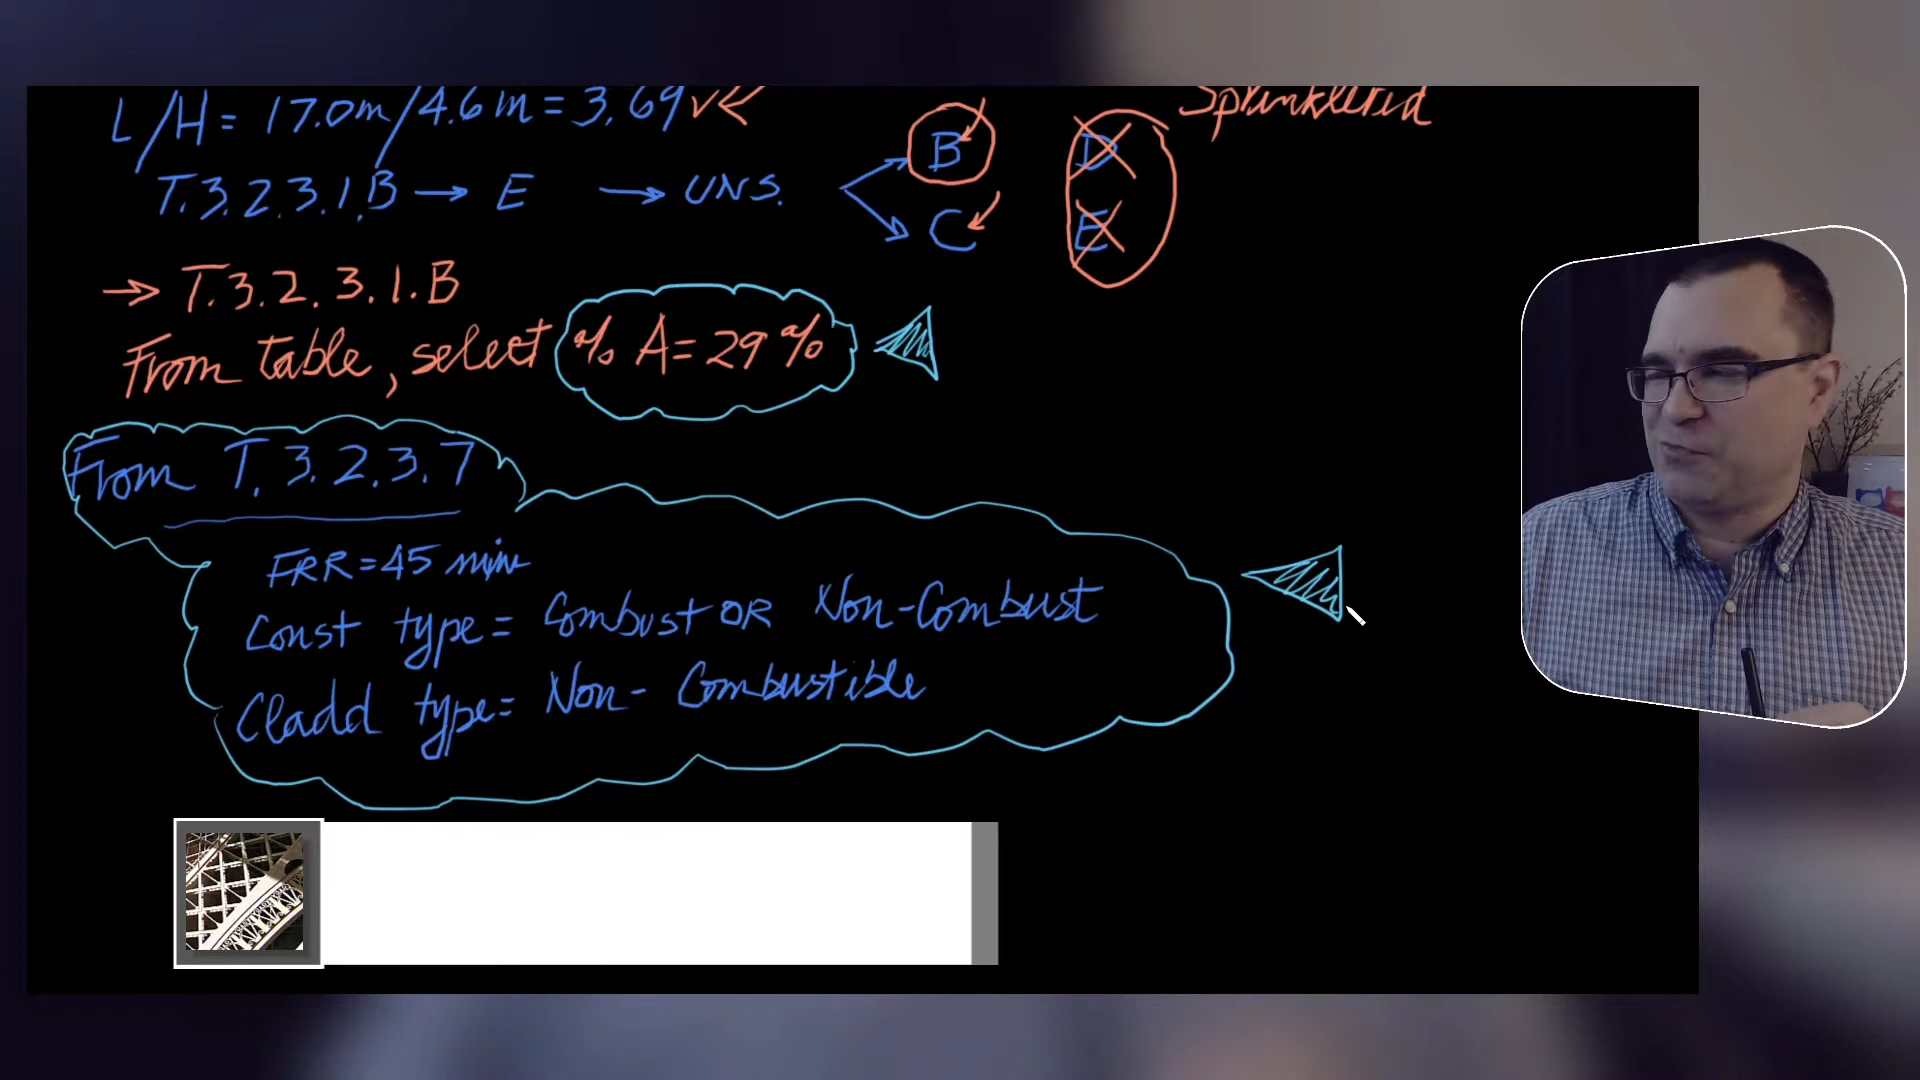 L/H = 17.0m/4.6m = 3.69
Sprinklered
T.3.2.3.1.B → E → UNS.
B
D
C
E
→ T.3.2.3.1.B
From table, select % A = 29%
From T.3.2.3.7
FRR = 45 min
Const type = Combust OR Non-Combust
Cladd type = Non-Combustible